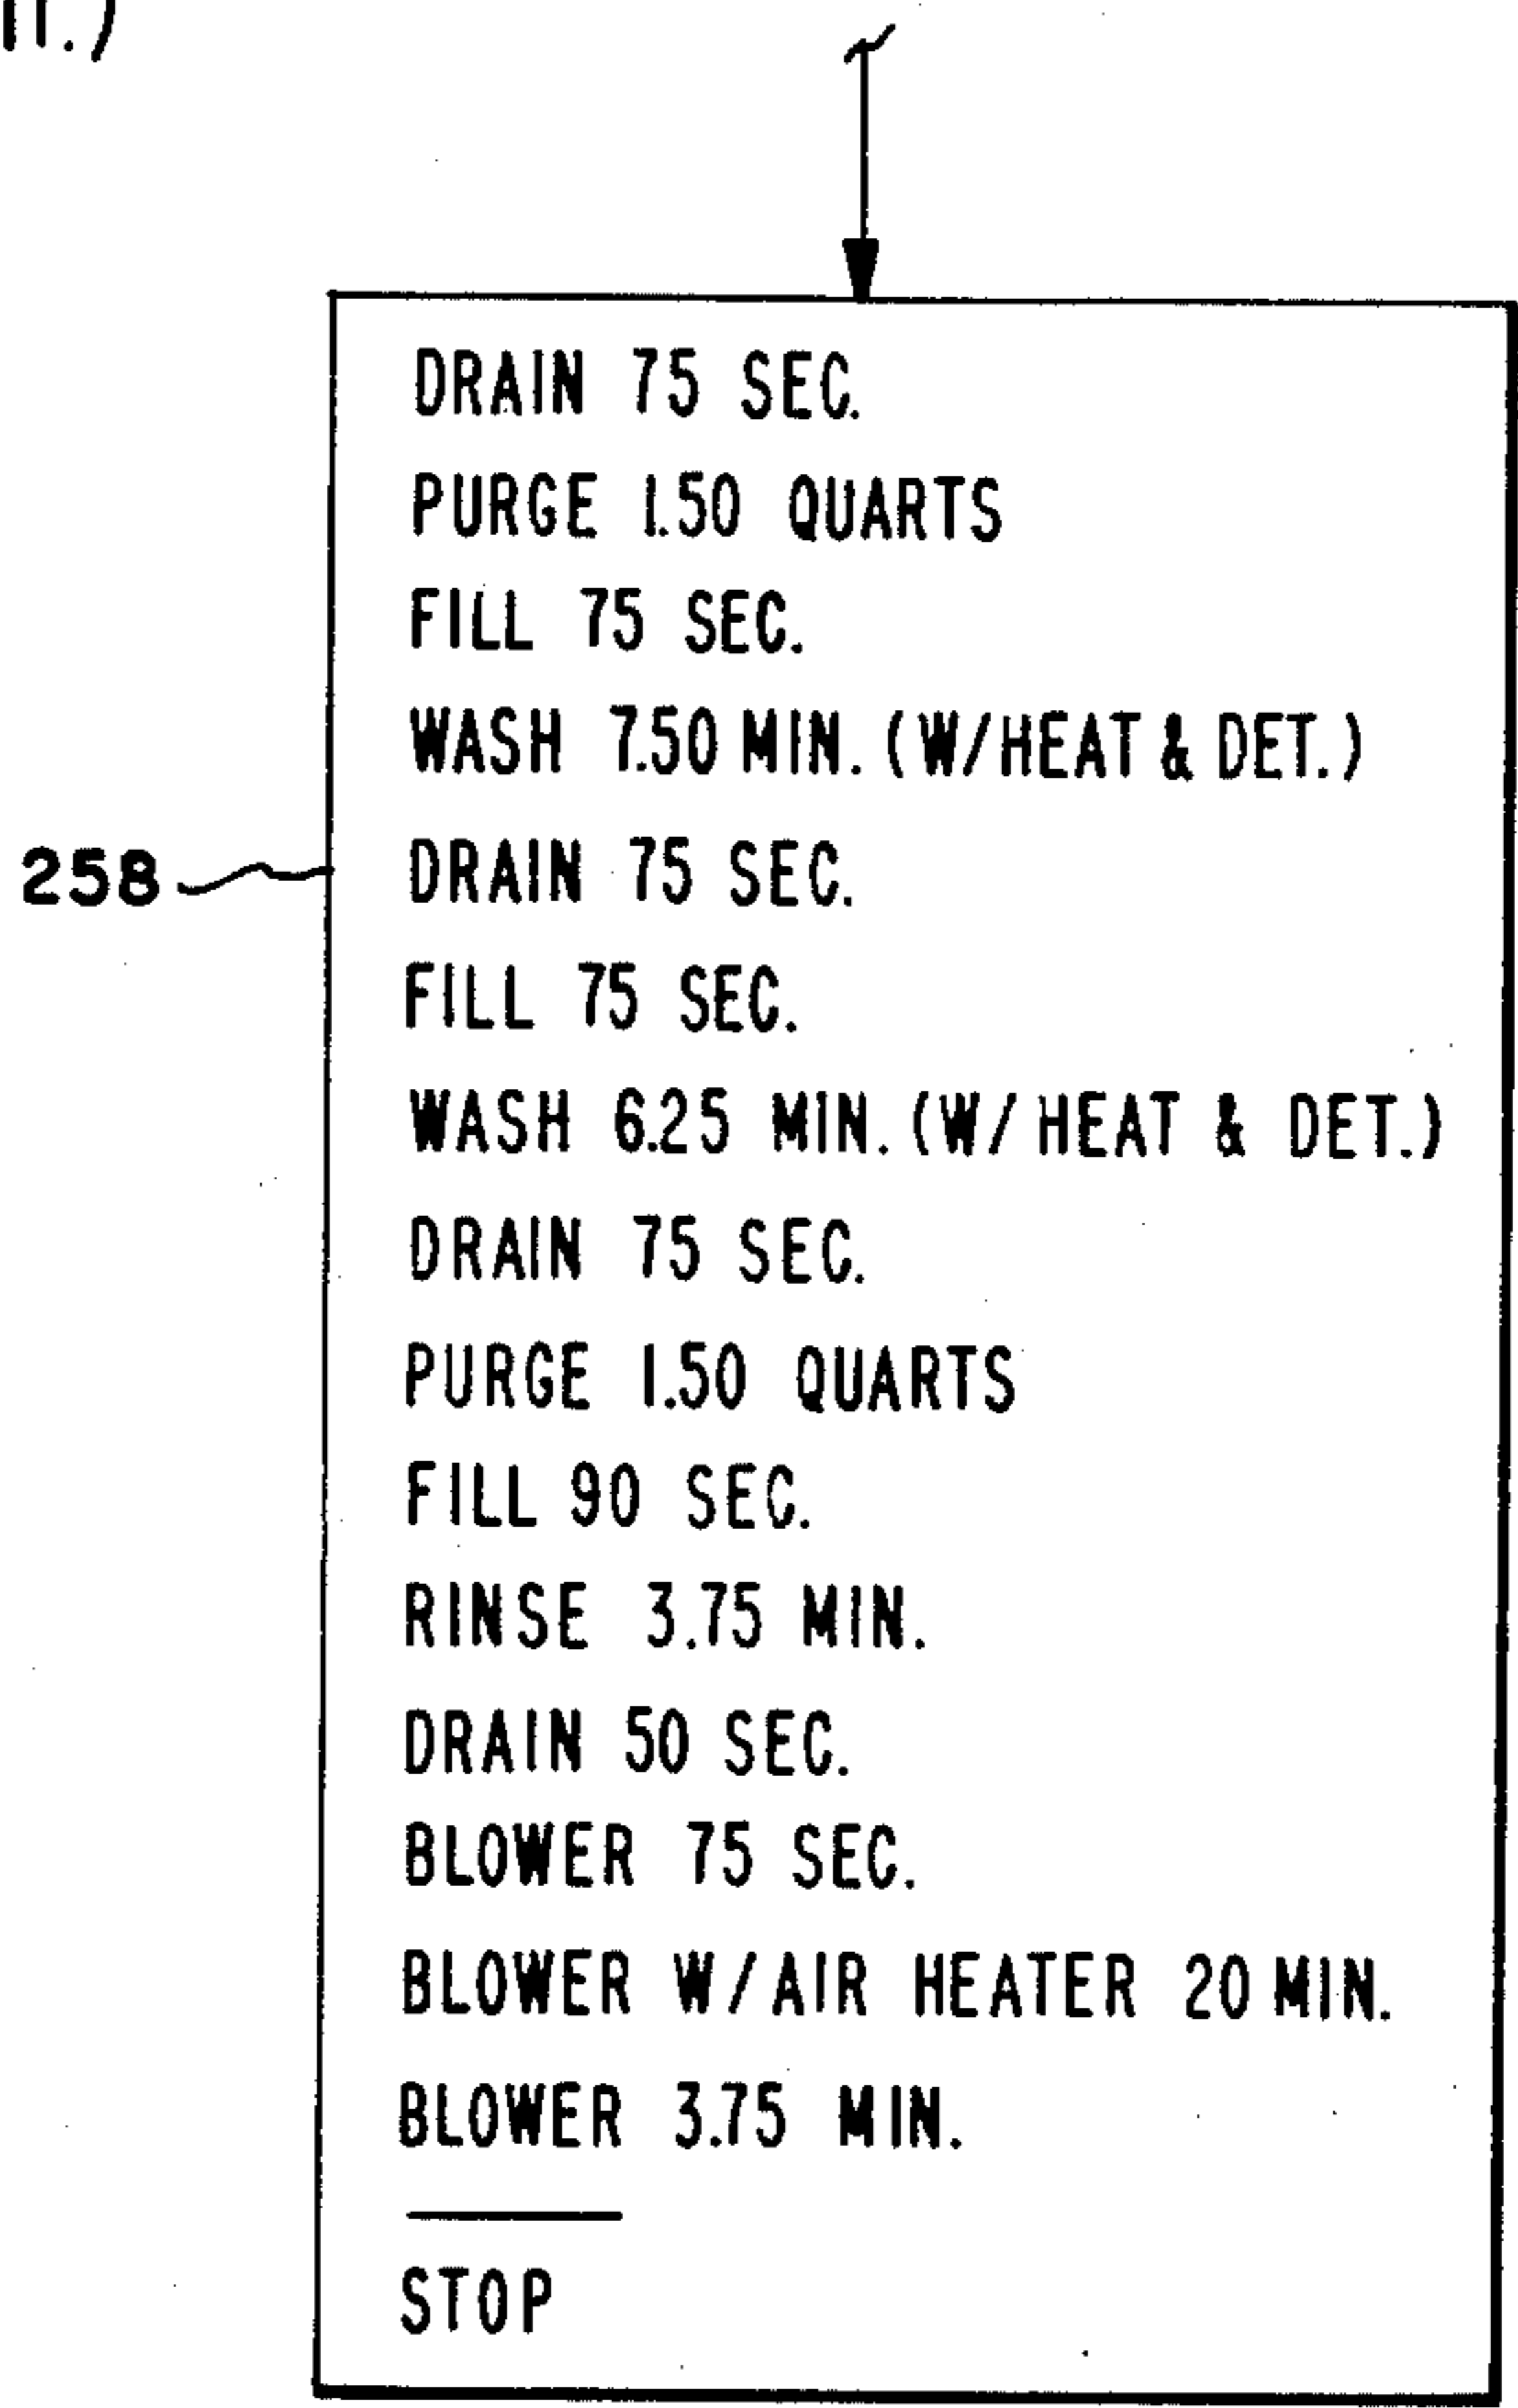 DRAIN 75 SEC.
PURGE 1.50 QUARTS
FILL 75 SEC.
WASH 7.50 MIN. (W/HEAT & DET.)
258
DRAIN 75 SEC.
FILL 75 SEC.
WASH 6.25 MIN. (W/HEAT & DET.)
DRAIN 75 SEC.
PURGE 1.50 QUARTS
FILL 90 SEC.
RINSE 3.75 MIN.
DRAIN 50 SEC.
BLOWER 75 SEC.
BLOWER W/AIR HEATER 20 MIN.
BLOWER 3.75 MIN.
STOP